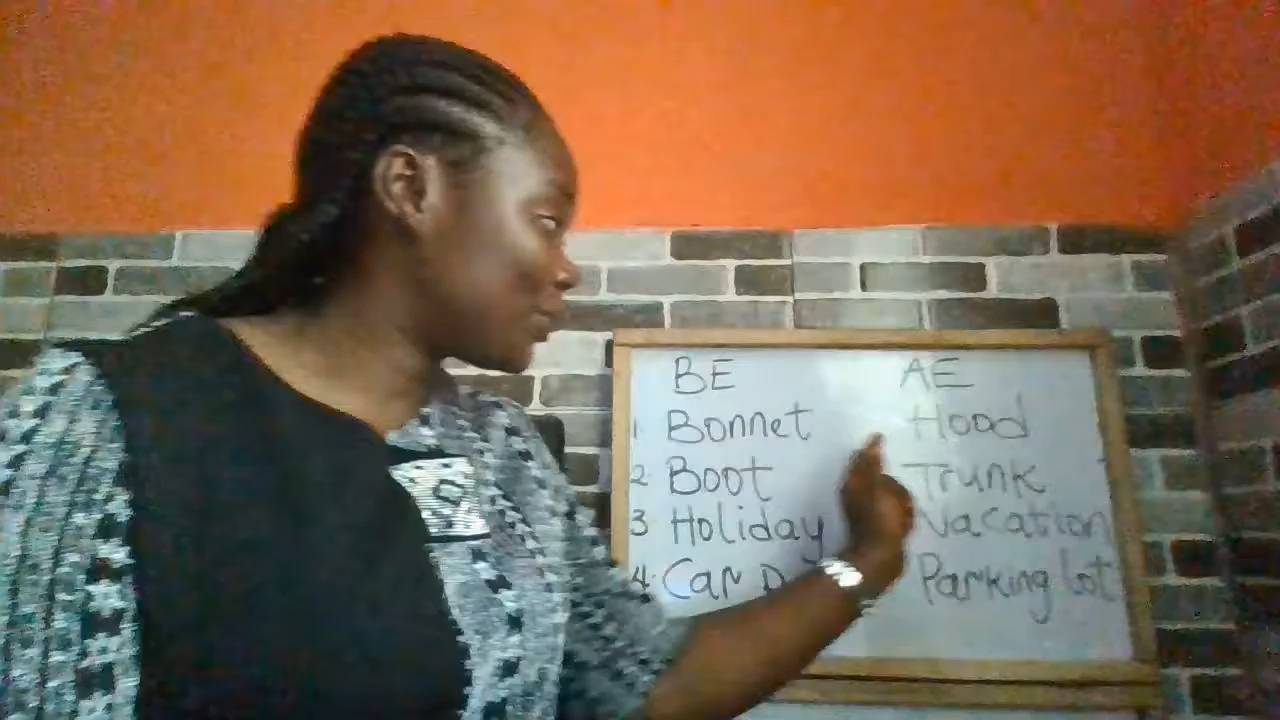 BE AE
1 Bonnet Hood
2 Boot Trunk
3 Holiday Vacation
4. Car Parking lot